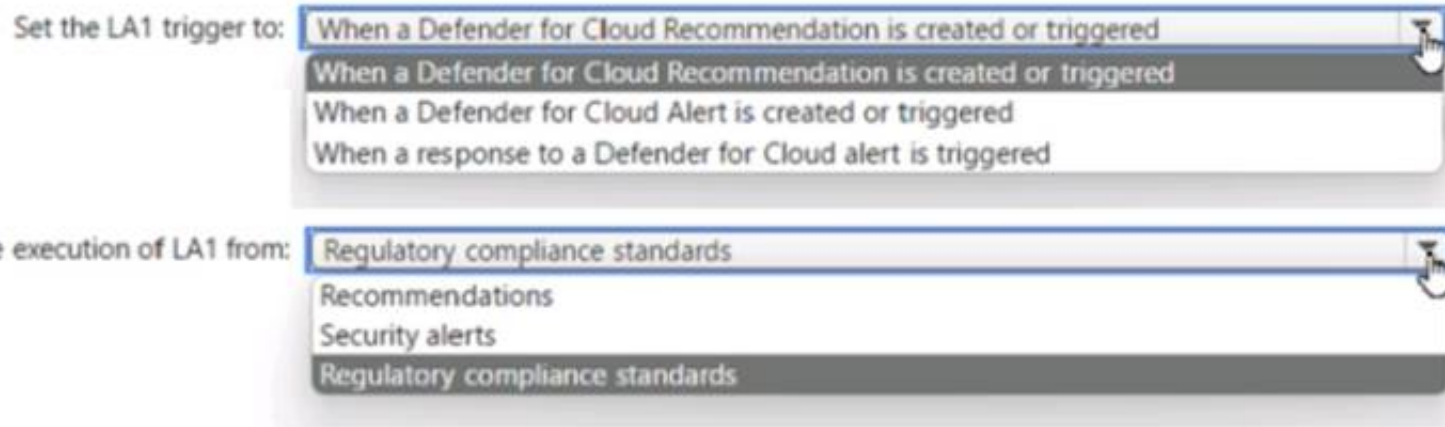 Set the LA1 trigger to: When a Defender for Cloud Recommendation is created or triggered
When a Defender for Cloud Recommendation is created or triggered
When a Defender for Cloud Alert is created or triggered
When a response to a Defender for Cloud alert is triggered
execution of LA1 from: Regulatory compliance standards
Recommendations
Security alerts
Regulatory compliance standards